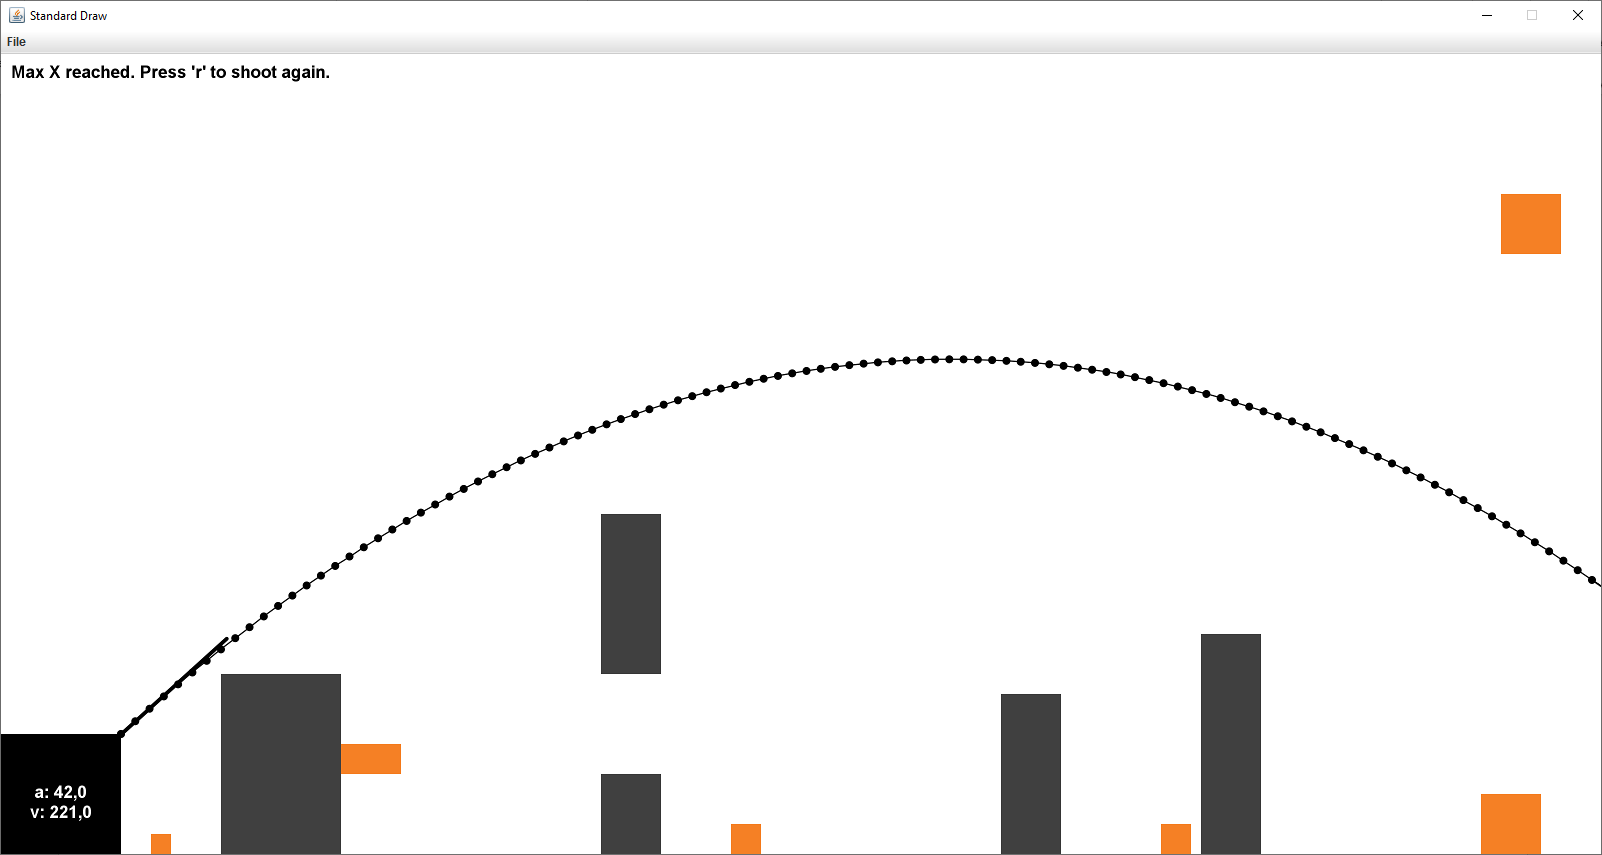 Standard Draw
File
Max X reached. Press 'r' to shoot again.
a: 42,0
v: 221,0